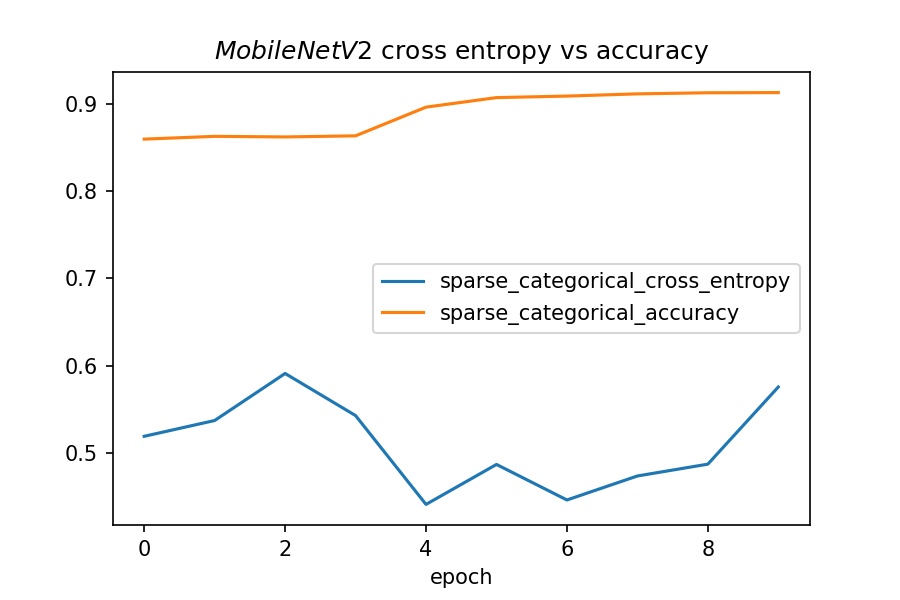 MobileNetV2 cross entropy vs accuracy
0.9
0.8
0.7
0.6
0.5
sparse_categorical_cross_entropy
sparse_categorical_accuracy
0 2 4 6 8
epoch